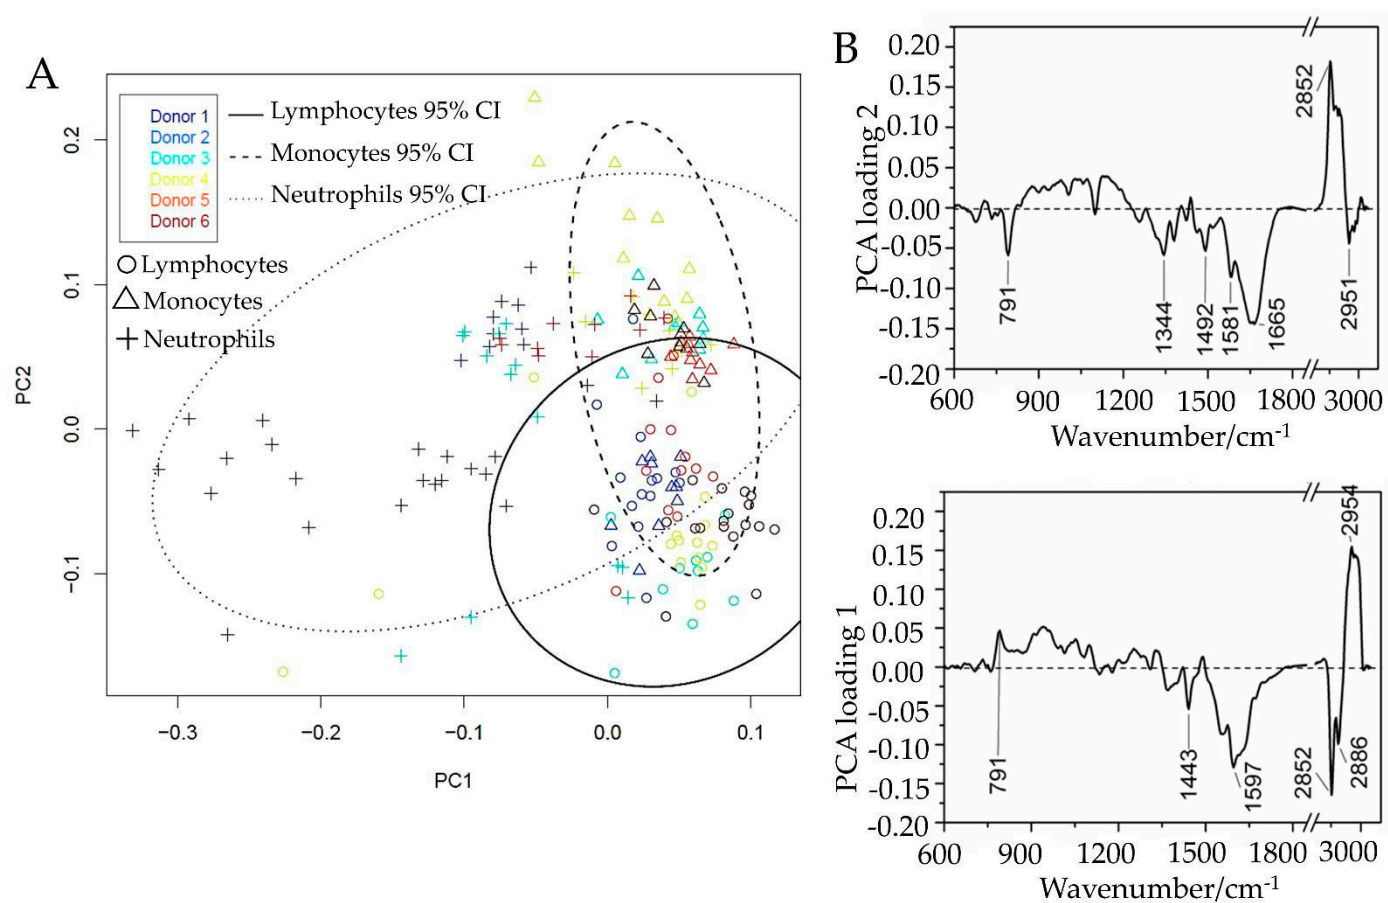 A
Donor 1
Donor 2
Donor 3
Donor 4
Donor 5
Donor 6
Lymphocytes 95% CI
Monocytes 95% CI
Neutrophils 95% CI
Lymphocytes
Monocytes
Neutrophils
PC2
0.2
0.1
0.0
−0.1
−0.3
−0.2
−0.1
0.0
0.1
PC1
B
PCA loading 2
0.20
0.15
0.10
0.05
0.00
-0.05
-0.10
-0.15
-0.20
791
1344
1492
1581
1665
2852
2951
600 900 1200 1500 1800 3000
Wavenumber/cm-1
PCA loading 1
0.20
0.15
0.10
0.05
0.00
-0.05
-0.10
-0.15
-0.20
791
1443
1597
2852
2886
2954
600 900 1200 1500 1800 3000
Wavenumber/cm-1